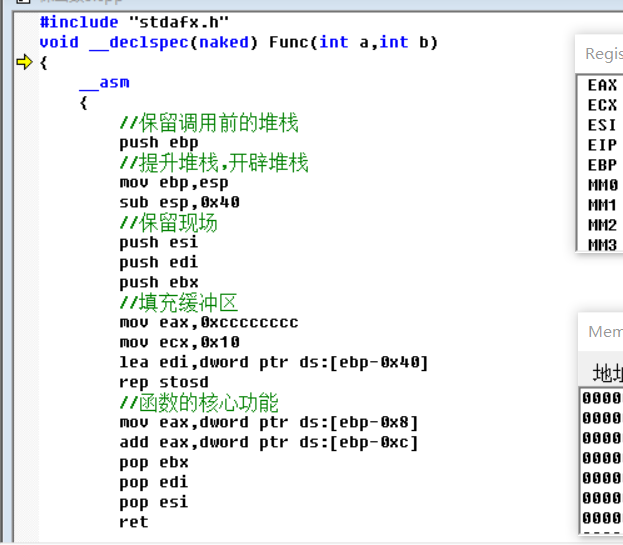 #include "stdafx.h"
void __declspec(naked) Func(int a,int b)
{
__asm
{
//保留调用前的堆栈
push ebp
//提升堆栈,开辟堆栈
mov ebp,esp
sub esp,0x40
//保留现场
push esi
push edi
push ebx
//填充缓冲区
mov eax,0xcccccccc
mov ecx,0x10
lea edi,dword ptr ds:[ebp-0x40]
rep stosd
//函数的核心功能
mov eax,dword ptr ds:[ebp-0x8]
add eax,dword ptr ds:[ebp-0xc]
pop ebx
pop edi
pop esi
ret
Regis
EAX
ECX
ESI
EIP
EBP
MM0
MM1
MM2
MM3
Mem
地址
0000
0000
0000
0000
0000
0000
0000